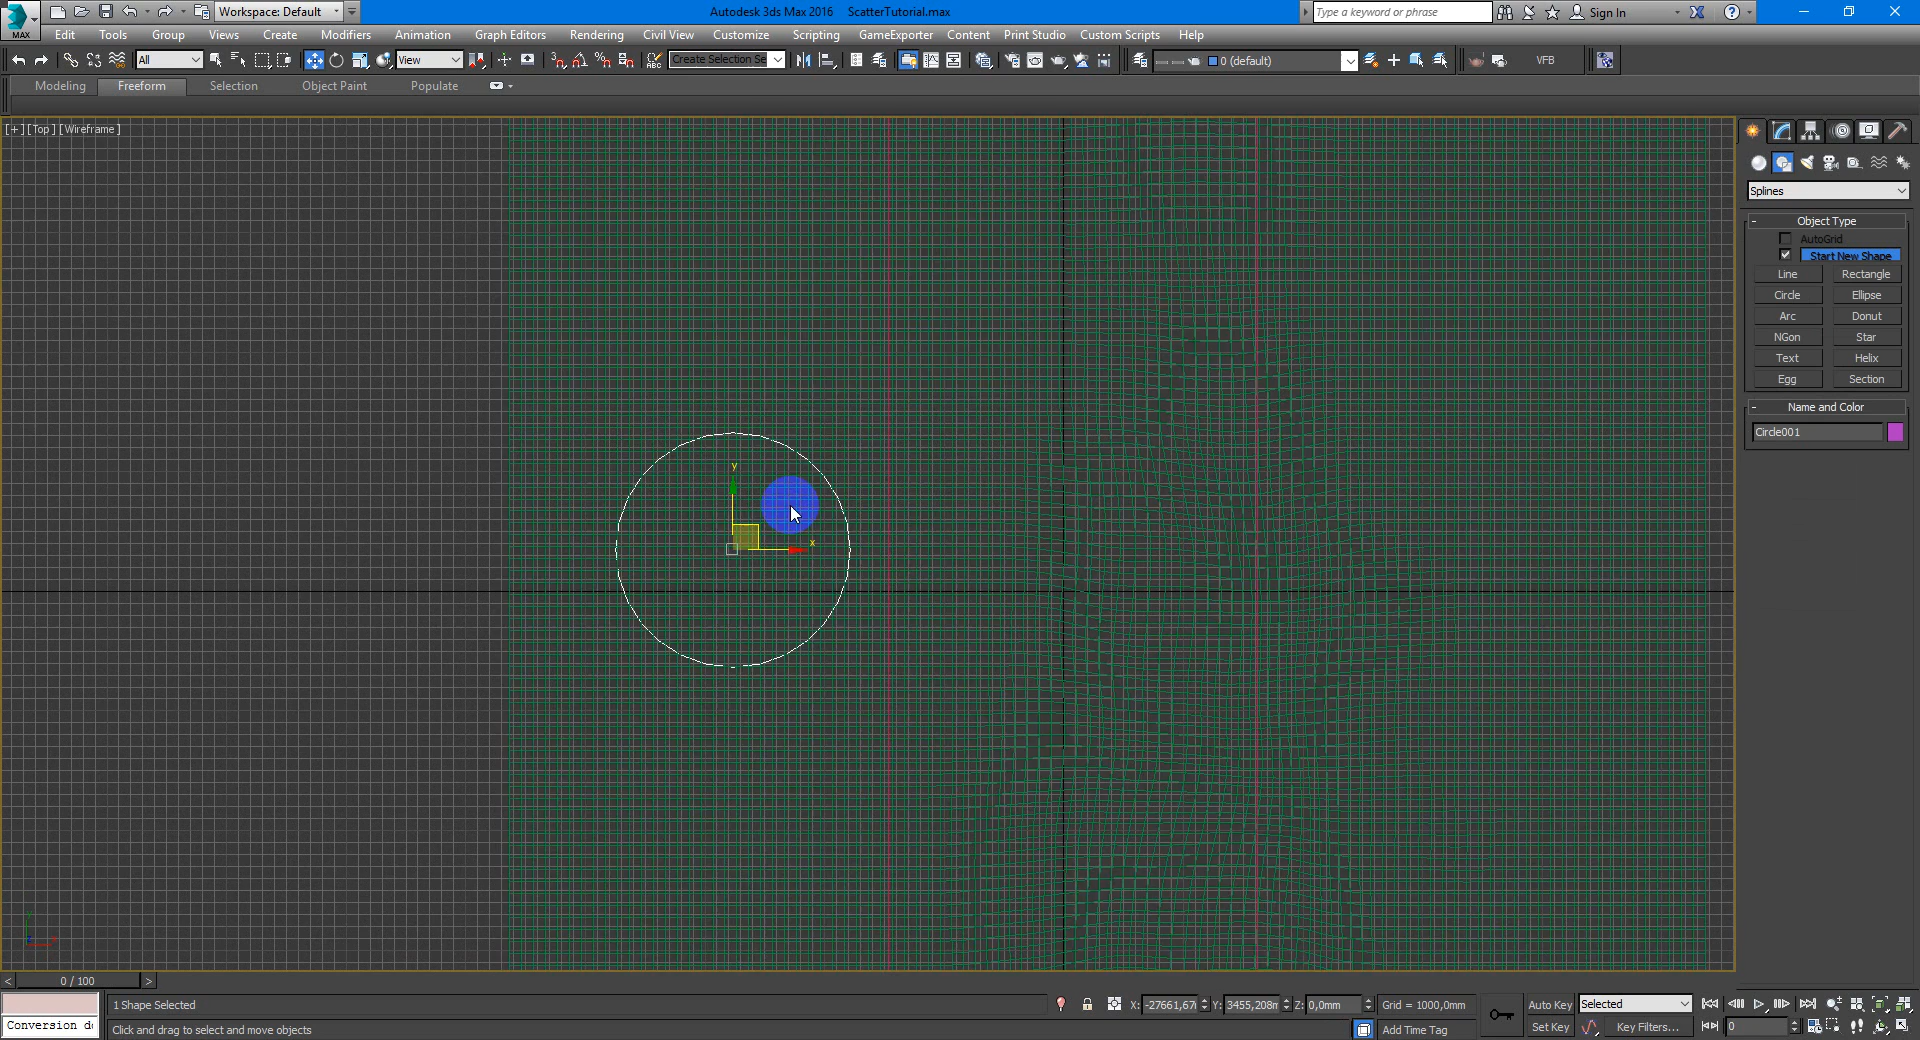 Workspace: Default
Autodesk 3ds Max 2016    ScatterTutorial.max
Type a keyword or phrase
Sign In
MAX
Edit Tools Group Views Create Modifiers Animation Graph Editors Rendering Civil View Customize Scripting GameExporter Content Print Studio Custom Scripts Help
All
View
3
Create Selection Se
ABC
0 (default)
VFB
Modeling Freeform Selection Object Paint Populate
[+] [Top] [Wireframe]
Splines
- Object Type
AutoGrid
Start New Shape
Line Rectangle
Circle Ellipse
Arc Donut
NGon Star
Text Helix
Egg Section
- Name and Color
Circle001
y
x
< 0 / 100 >
1 Shape Selected
X: -27661,67 Y: 3455,208m Z: 0,0mm Grid = 1000,0mm
Auto Key Selected
Conversion d
Click and drag to select and move objects
Add Time Tag
Set Key Key Filters...
0